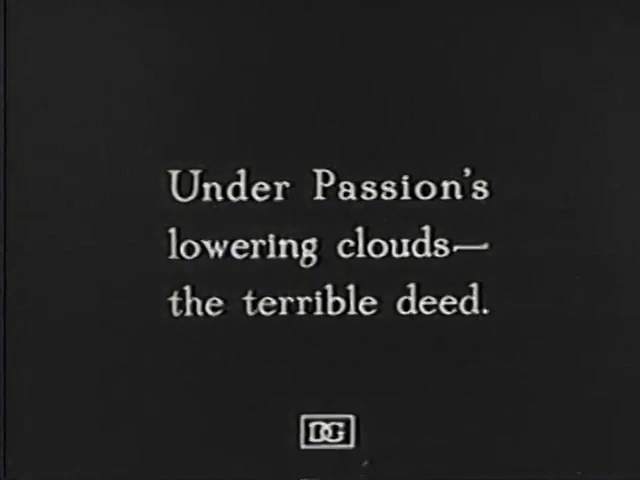 Under Passion's
lowering clouds—
the terrible deed.
DG